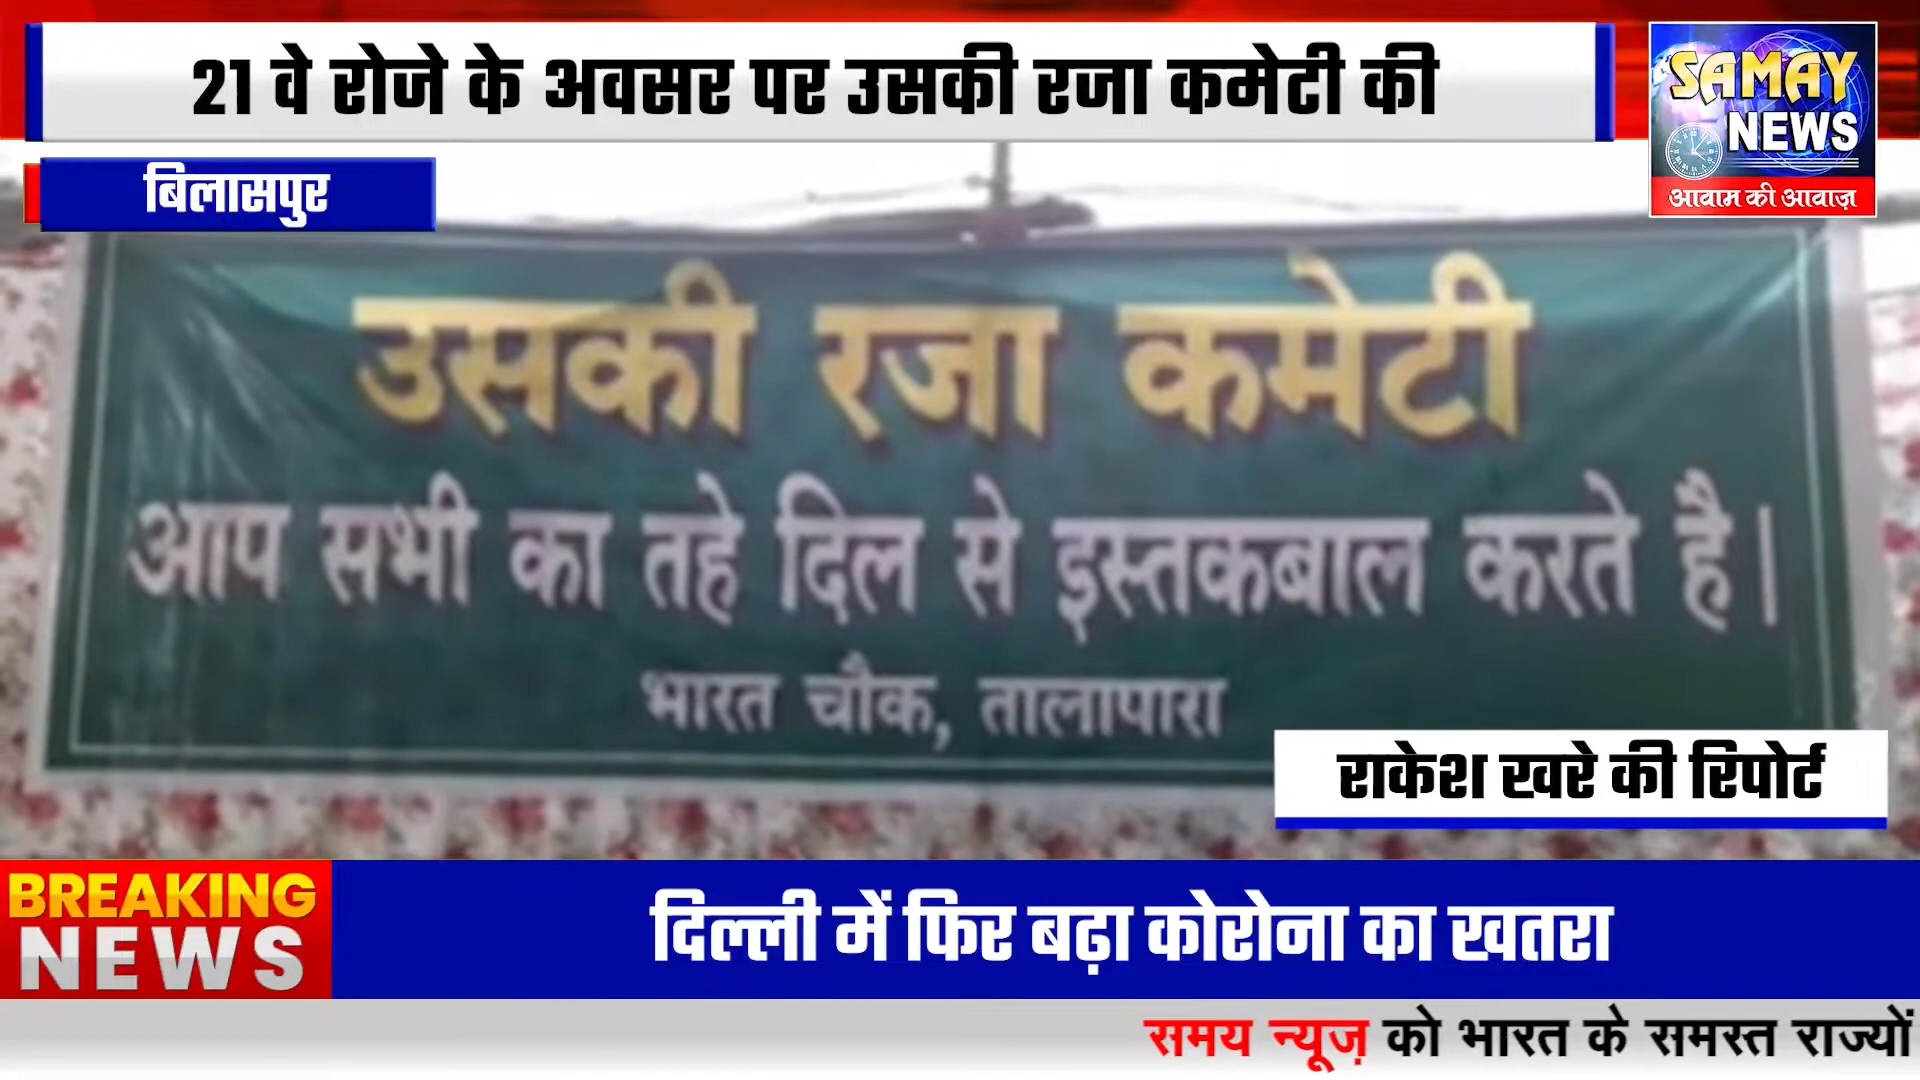 21 वे रोजे के अवसर पर उसकी रजा कमेटी की
SAMAY
NEWS
आवाम की आवाज़
बिलासपुर
उसकी रजा कमेटी
आप सभी का तहे दिल से इस्तकबाल करते है|
भारत चौक, तालापारा
राकेश खरे की रिपोर्ट
BREAKING
NEWS
दिल्ली में फिर बढ़ा कोरोना का खतरा
समय न्यूज़ को भारत के समस्त राज्यों